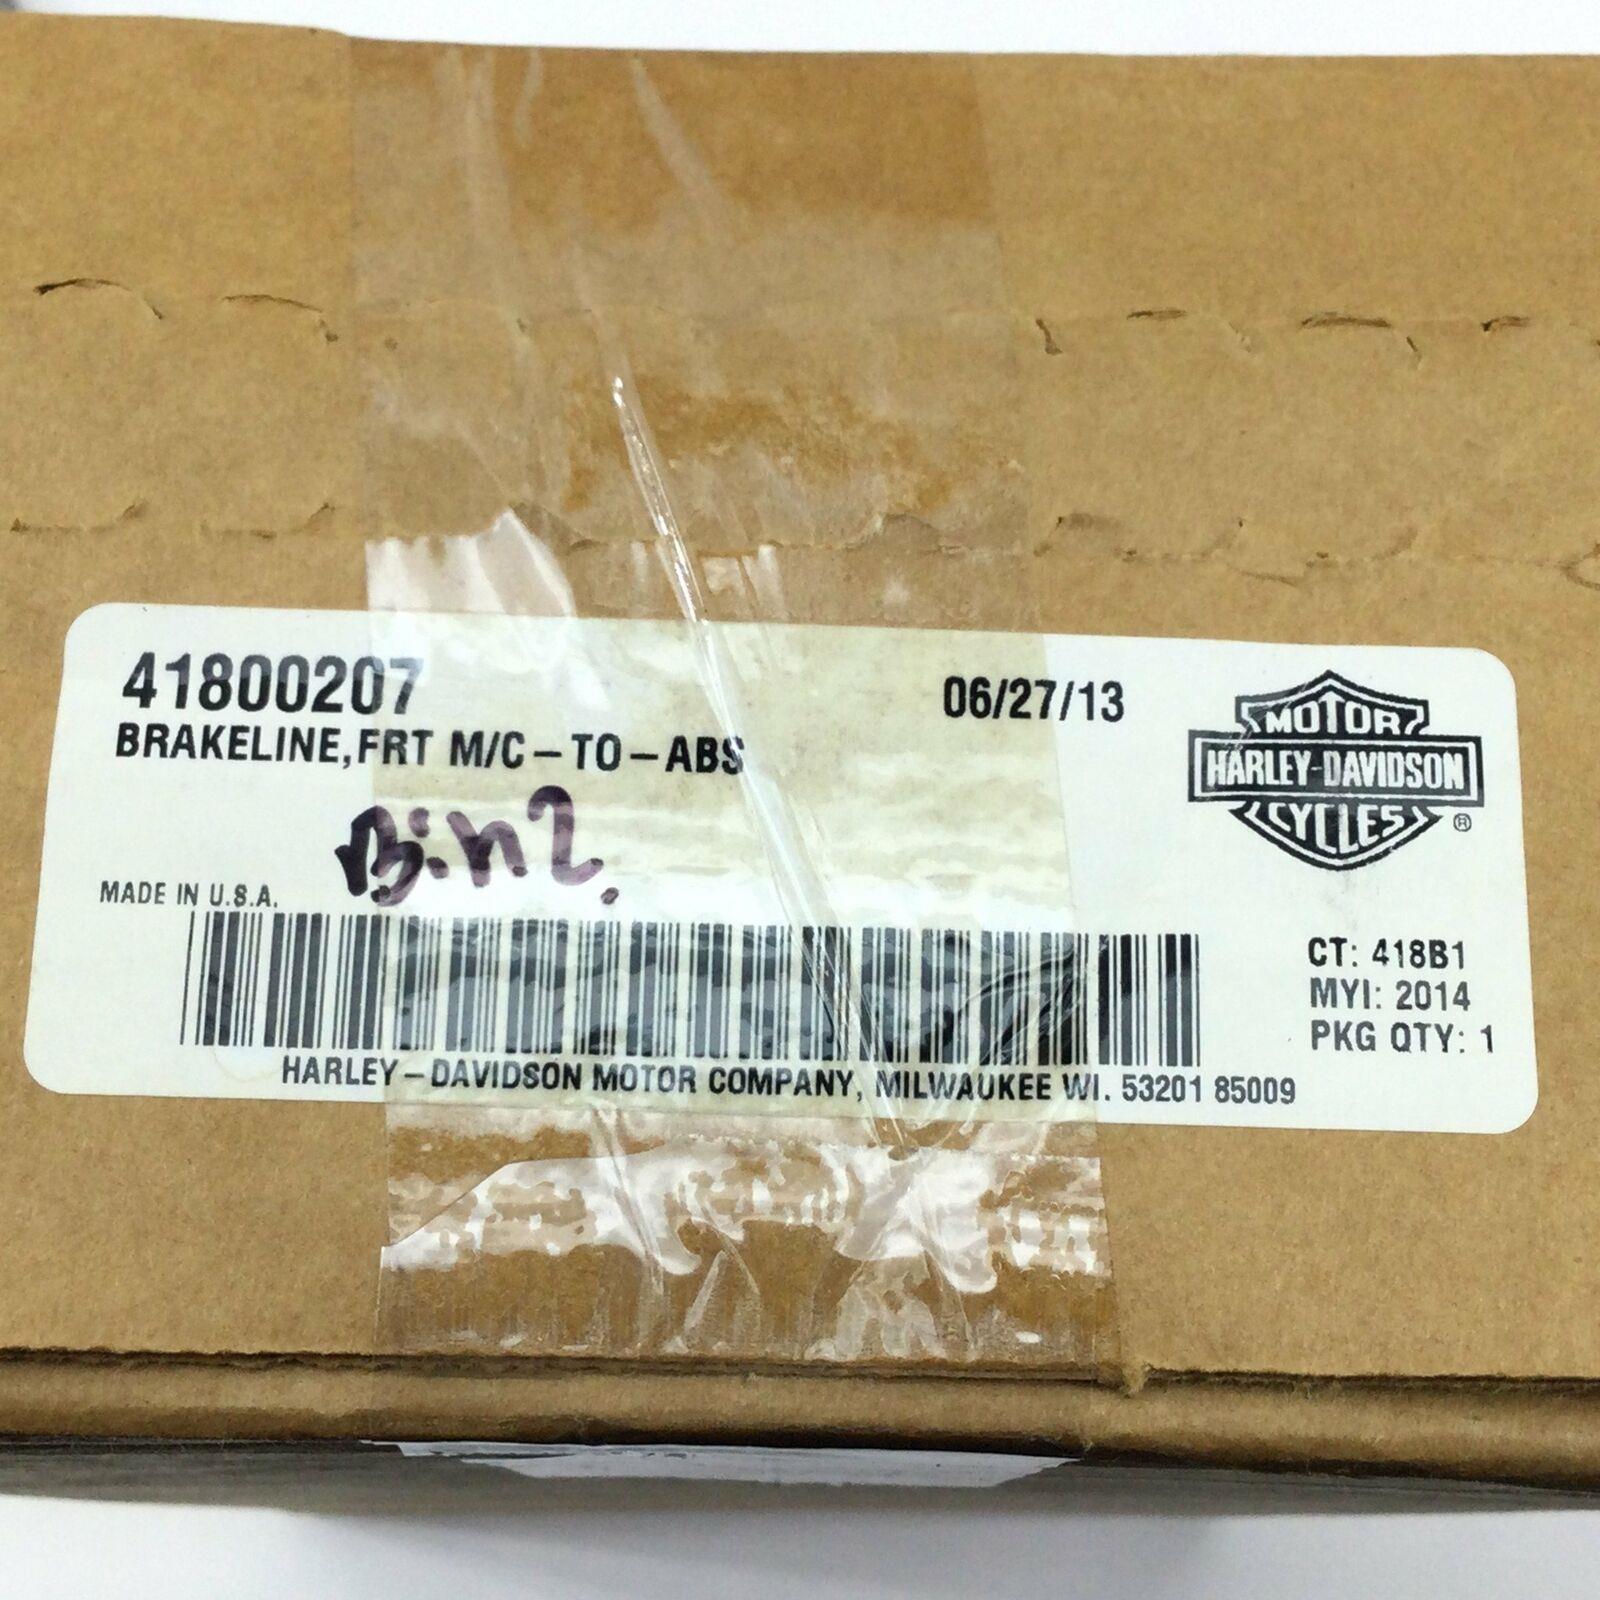 41800207
06/27/13
BRAKELINE,FRT M/C-TO-ABS
MOTOR
HARLEY-DAVIDSON
CYCLES
®
Bin2.
MADE IN U.S.A.
CT: 418B1
MYI: 2014
PKG QTY: 1
HARLEY-DAVIDSON MOTOR COMPANY, MILWAUKEE WI. 53201 85009